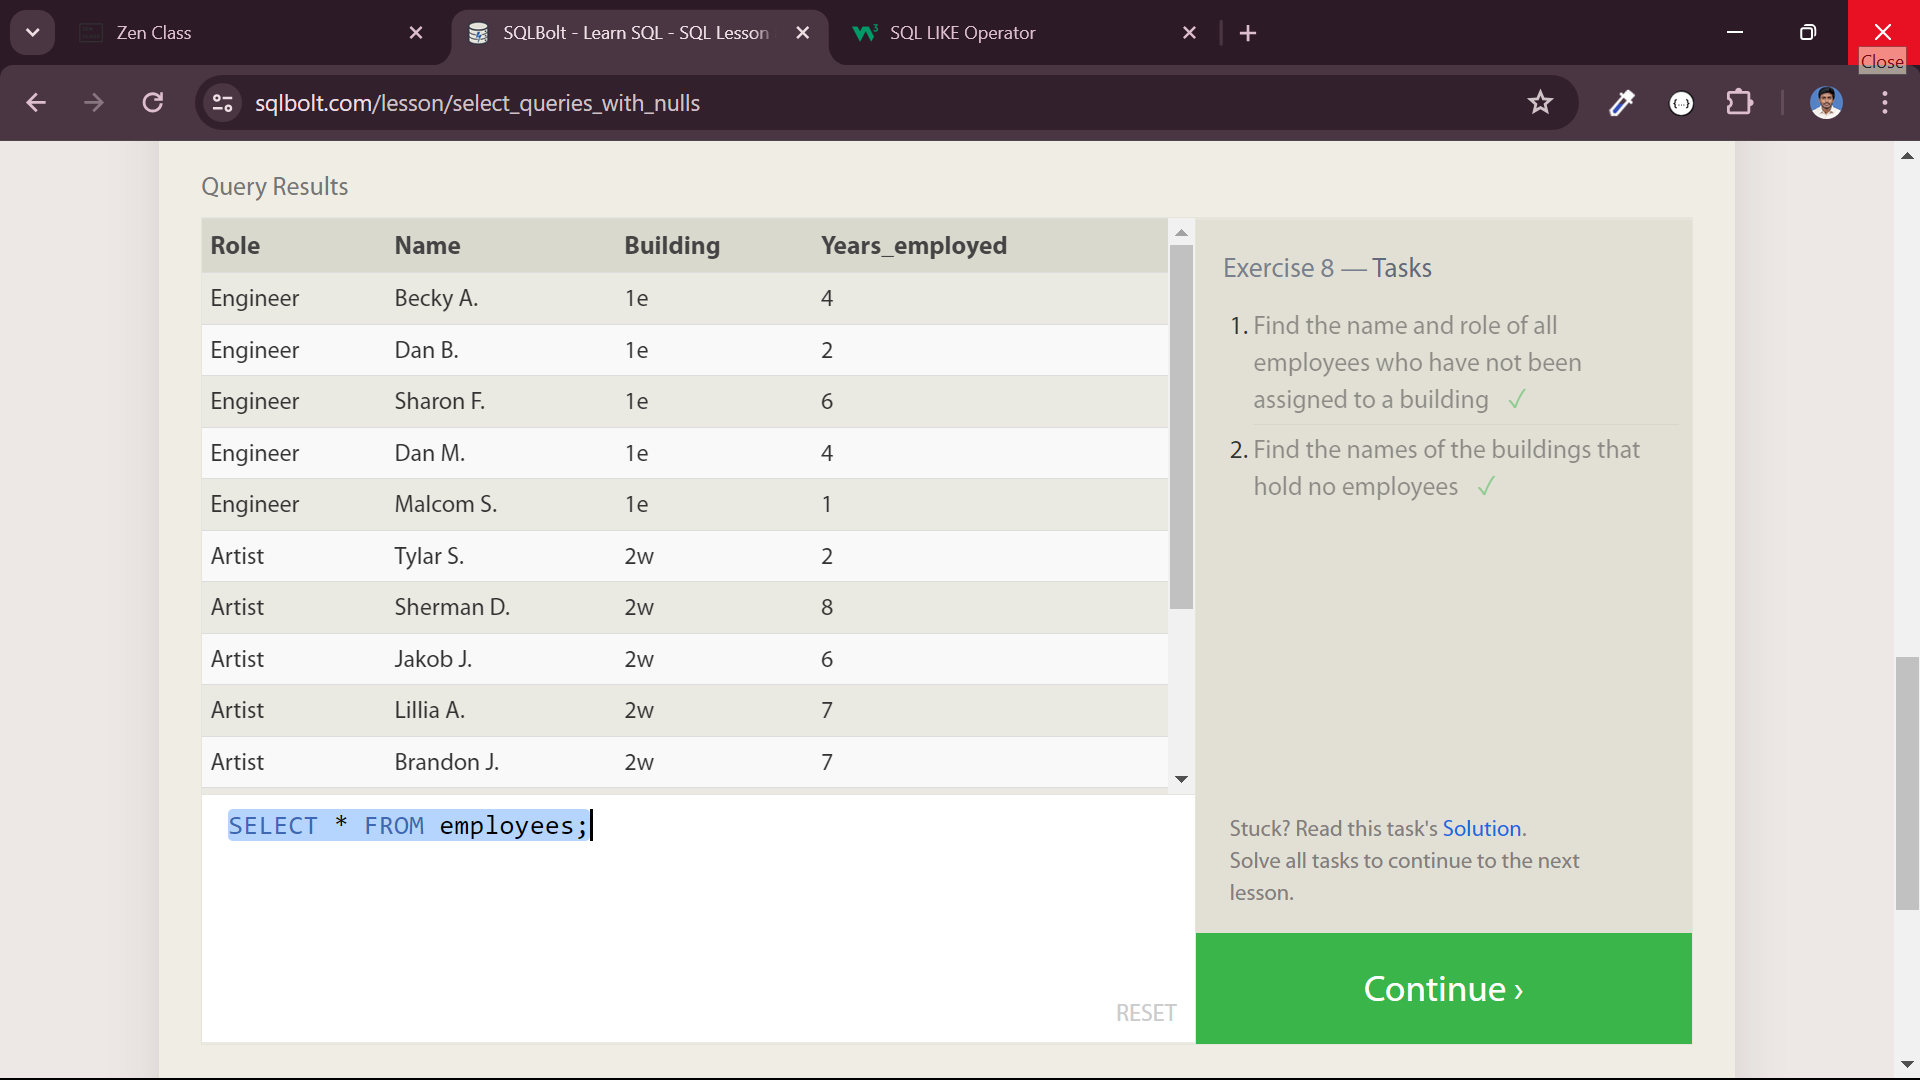 Zen Class
SQLBolt - Learn SQL - SQL Lesson
SQL LIKE Operator
Close
sqlbolt.com/lesson/select_queries_with_nulls
Query Results
Role Name Building Years_employed
Engineer Becky A. 1e 4
Engineer Dan B. 1e 2
Engineer Sharon F. 1e 6
Engineer Dan M. 1e 4
Engineer Malcom S. 1e 1
Artist Tylar S. 2w 2
Artist Sherman D. 2w 8
Artist Jakob J. 2w 6
Artist Lillia A. 2w 7
Artist Brandon J. 2w 7
SELECT * FROM employees;
RESET
Exercise 8 — Tasks
1. Find the name and role of all
employees who have not been
assigned to a building ✓
2. Find the names of the buildings that
hold no employees ✓
Stuck? Read this task's Solution.
Solve all tasks to continue to the next
lesson.
Continue ›